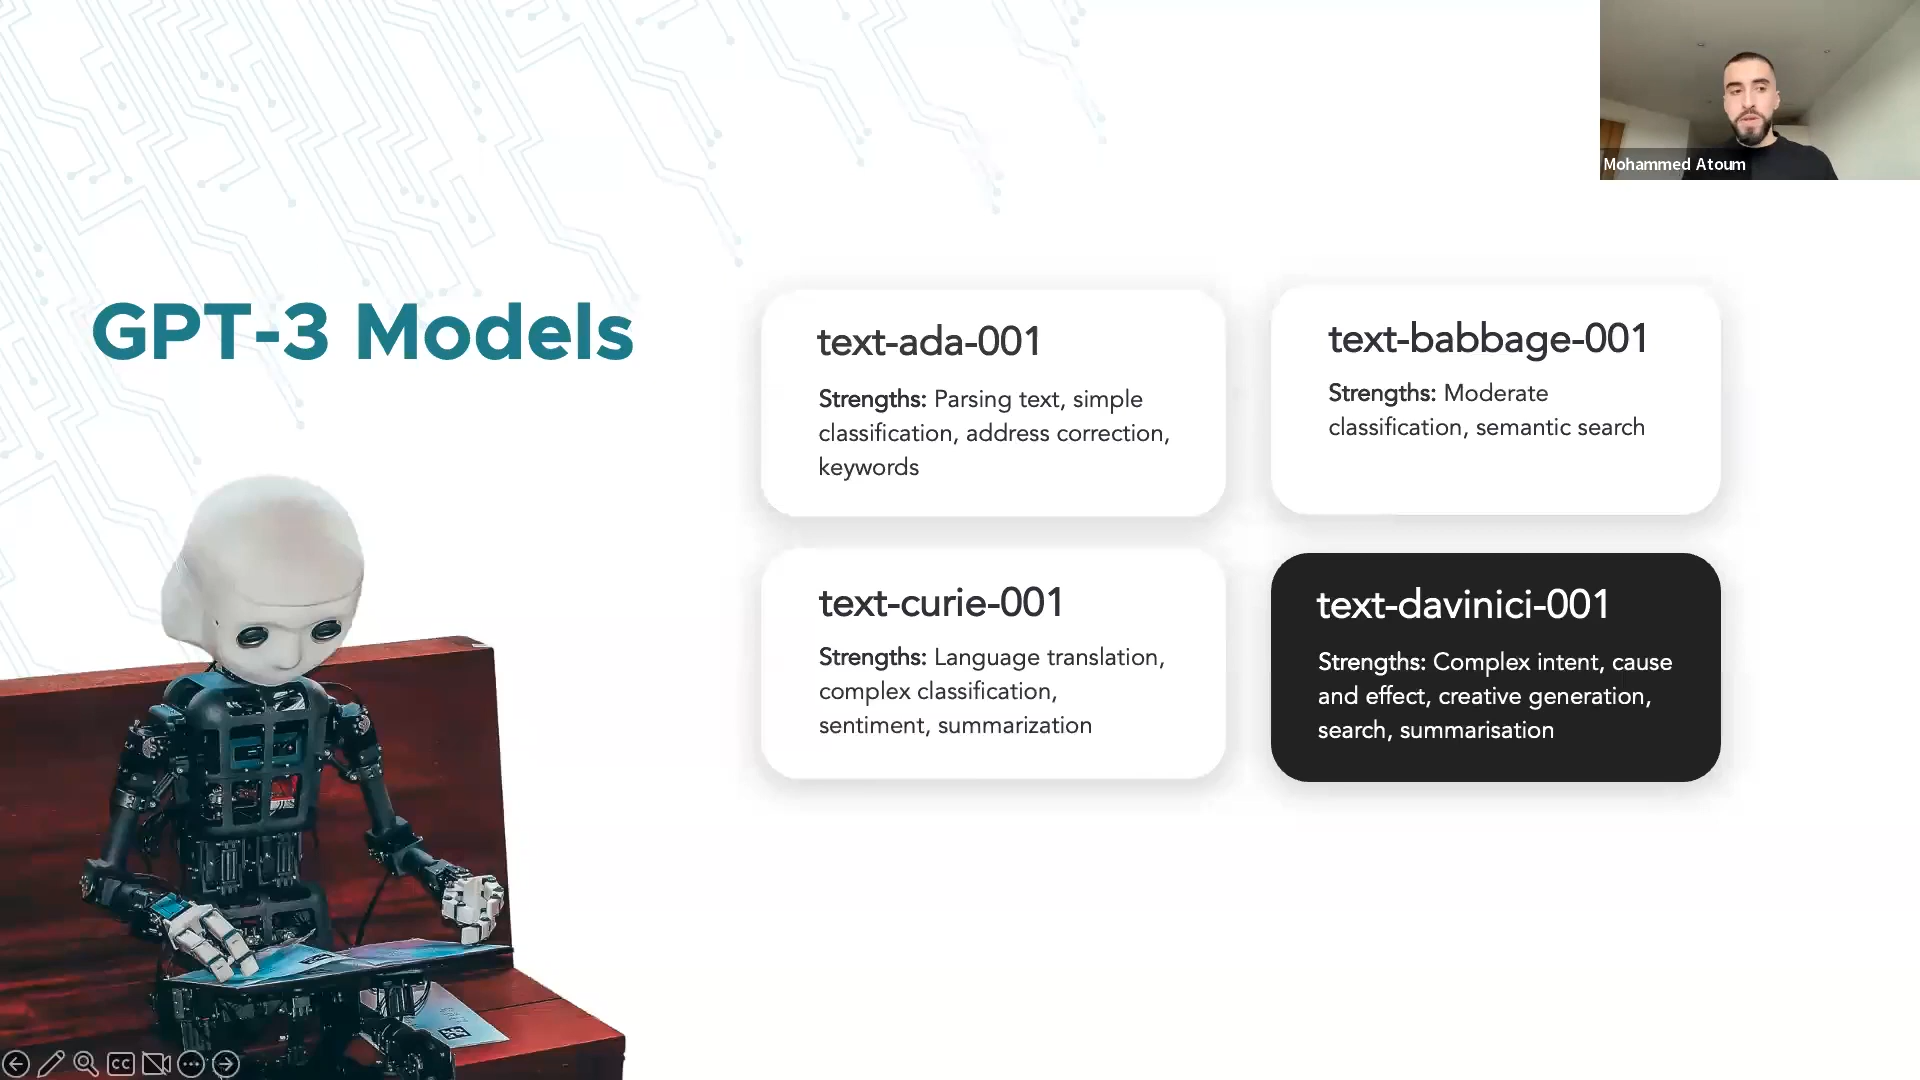 Mohammed Atoum
GPT-3 Models
text-ada-001
Strengths: Parsing text, simple
classification, address correction,
keywords
text-babbage-001
Strengths: Moderate
classification, semantic search
text-curie-001
Strengths: Language translation,
complex classification,
sentiment, summarization
text-davinici-001
Strengths: Complex intent, cause
and effect, creative generation,
search, summarisation
CC